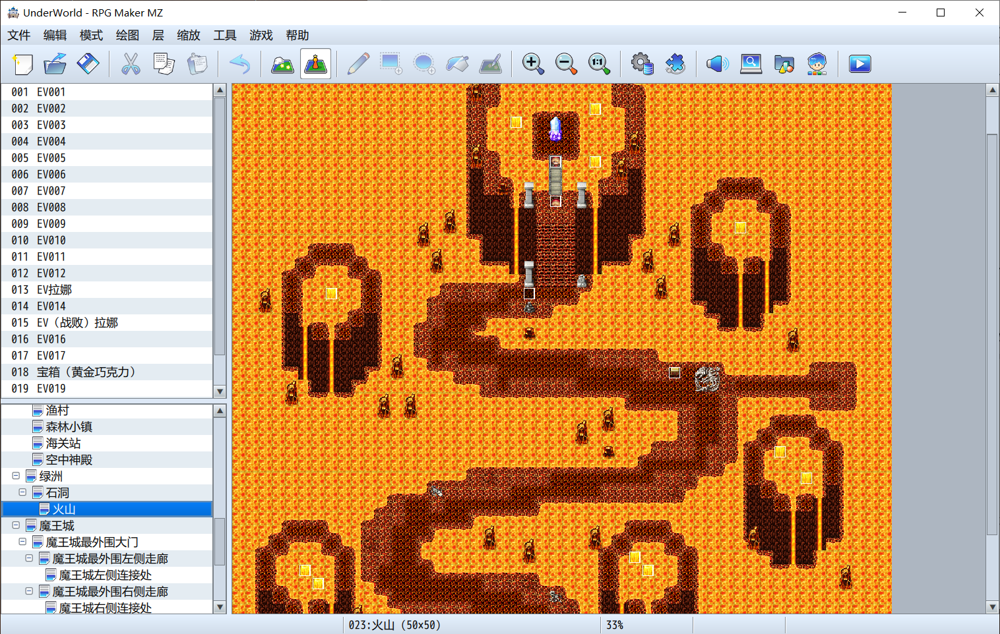 UnderWorld - RPG Maker MZ
文件 编辑 模式 绘图 层 缩放 工具 游戏 帮助
1:1
001 EV001
002 EV002
003 EV003
004 EV004
005 EV005
006 EV006
007 EV007
008 EV008
009 EV009
010 EV010
011 EV011
012 EV012
013 EV拉娜
014 EV014
015 EV（战败）拉娜
016 EV016
017 EV017
018 宝箱（黄金巧克力）
019 EV019
渔村
森林小镇
海关站
空中神殿
绿洲
石洞
火山
魔王城
魔王城最外围大门
魔王城最外围左侧走廊
魔王城左侧连接处
魔王城最外围右侧走廊
魔王城右侧连接处
023:火山 (50×50) 33%